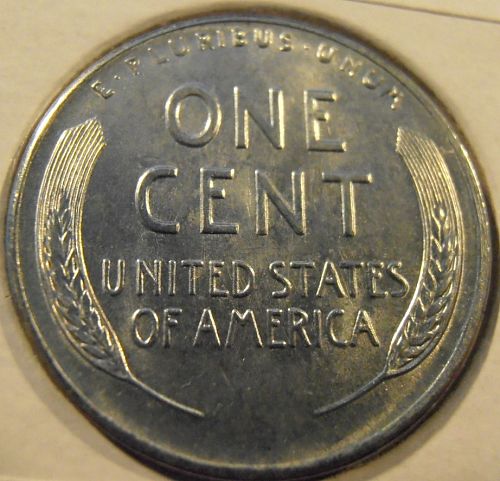 E·PLURIBUS·UNUM
ONE
CENT
UNITED STATES
OF AMERICA